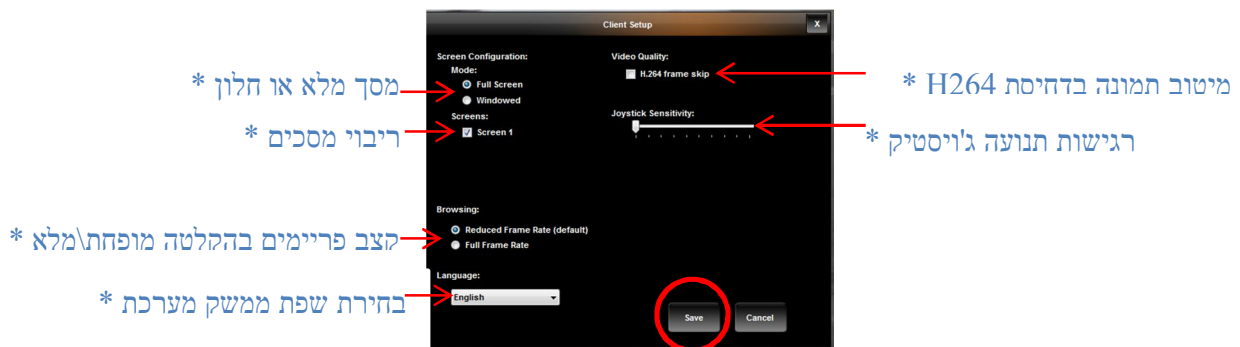 Client Setup
X
Screen Configuration:
Mode:
Full Screen
Windowed
Screens:
Screen 1
Video Quality:
H.264 frame skip
Joystick Sensitivity:
Browsing:
Reduced Frame Rate (default)
Full Frame Rate
Language:
English
Save
Cancel
* מסך מלא או חלון
* ריבוי מסכים
* קצב פריימים בהקלטה מופחת\מלא
* בחירת שפת ממשק מערכת
* מיטוב תמונה בדחיסת H264
* רגישות תנועה ג'ויסטיק